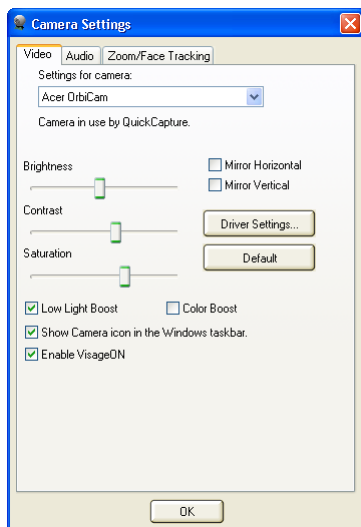 Camera Settings
Video Audio Zoom/Face Tracking
Settings for camera:
Acer OrbiCam
Camera in use by QuickCapture.
Brightness
Mirror Horizontal
Mirror Vertical
Contrast
Driver Settings...
Saturation
Default
Low Light Boost Color Boost
Show Camera icon in the Windows taskbar.
Enable VisageON
OK